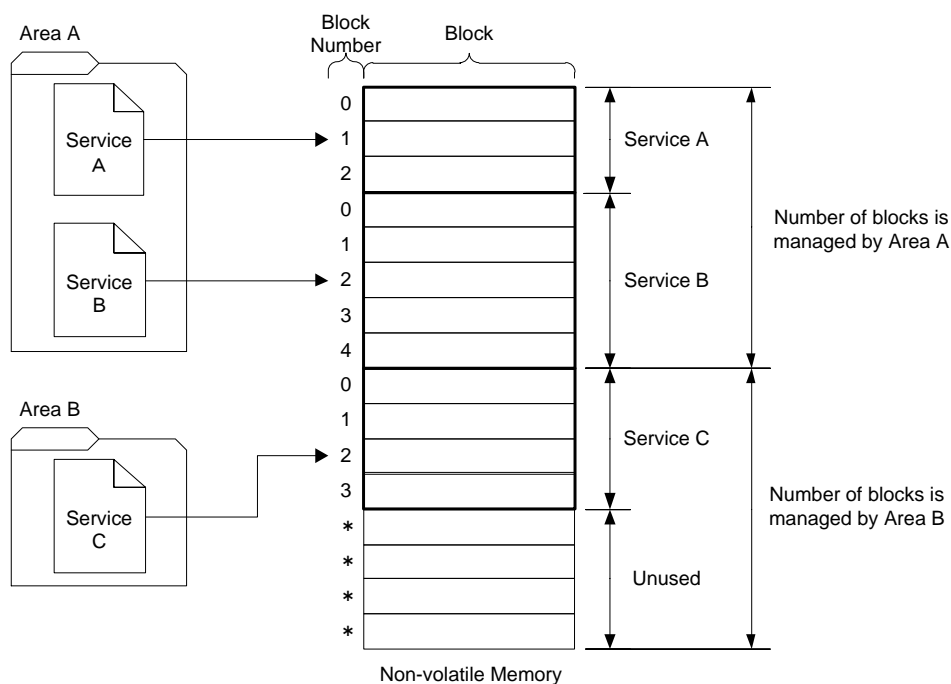 Area A
Block
Number
Block
Service
A
Service
B
0
1
2
0
1
2
3
4
0
1
2
3
*
*
*
*
Service A
Service B
Number of blocks is
managed by Area A
Area B
Service
C
Service C
Unused
Number of blocks is
managed by Area B
Non-volatile Memory